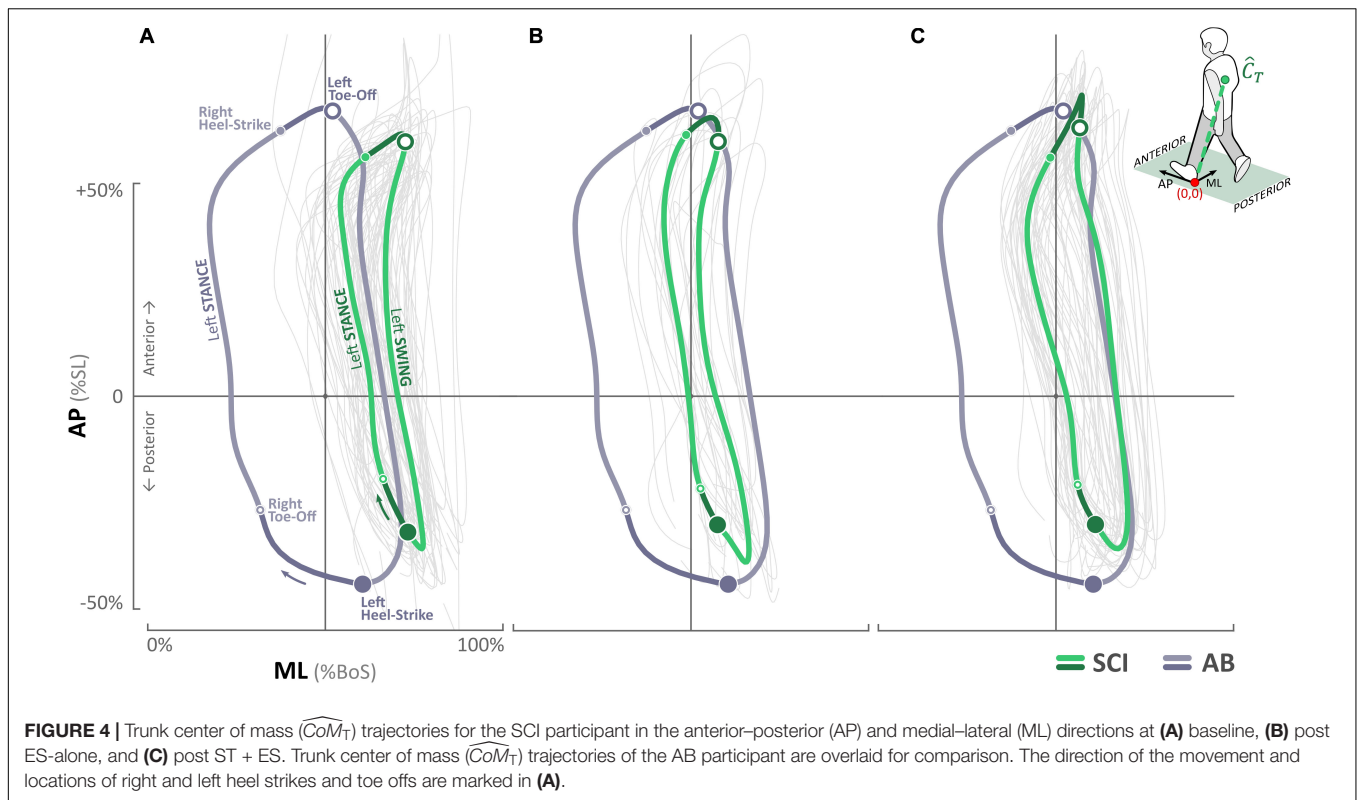 A
B
C
Left
Toe-Off
Right
Heel-Strike
Ĉ_T
ANTERIOR
AP
ML
(0,0)
POSTERIOR
+50%
Left STANCE
Left STANCE
Left SWING
Anterior →
AP (%SL)
0
← Posterior
Right
Toe-Off
-50%
Left
Heel-Strike
0%
100%
ML (%BoS)
SCI
AB
FIGURE 4 | Trunk center of mass (\widehat{CoM}_T) trajectories for the SCI participant in the anterior–posterior (AP) and medial–lateral (ML) directions at (A) baseline, (B) post
ES-alone, and (C) post ST + ES. Trunk center of mass (\widehat{CoM}_T) trajectories of the AB participant are overlaid for comparison. The direction of the movement and
locations of right and left heel strikes and toe offs are marked in (A).